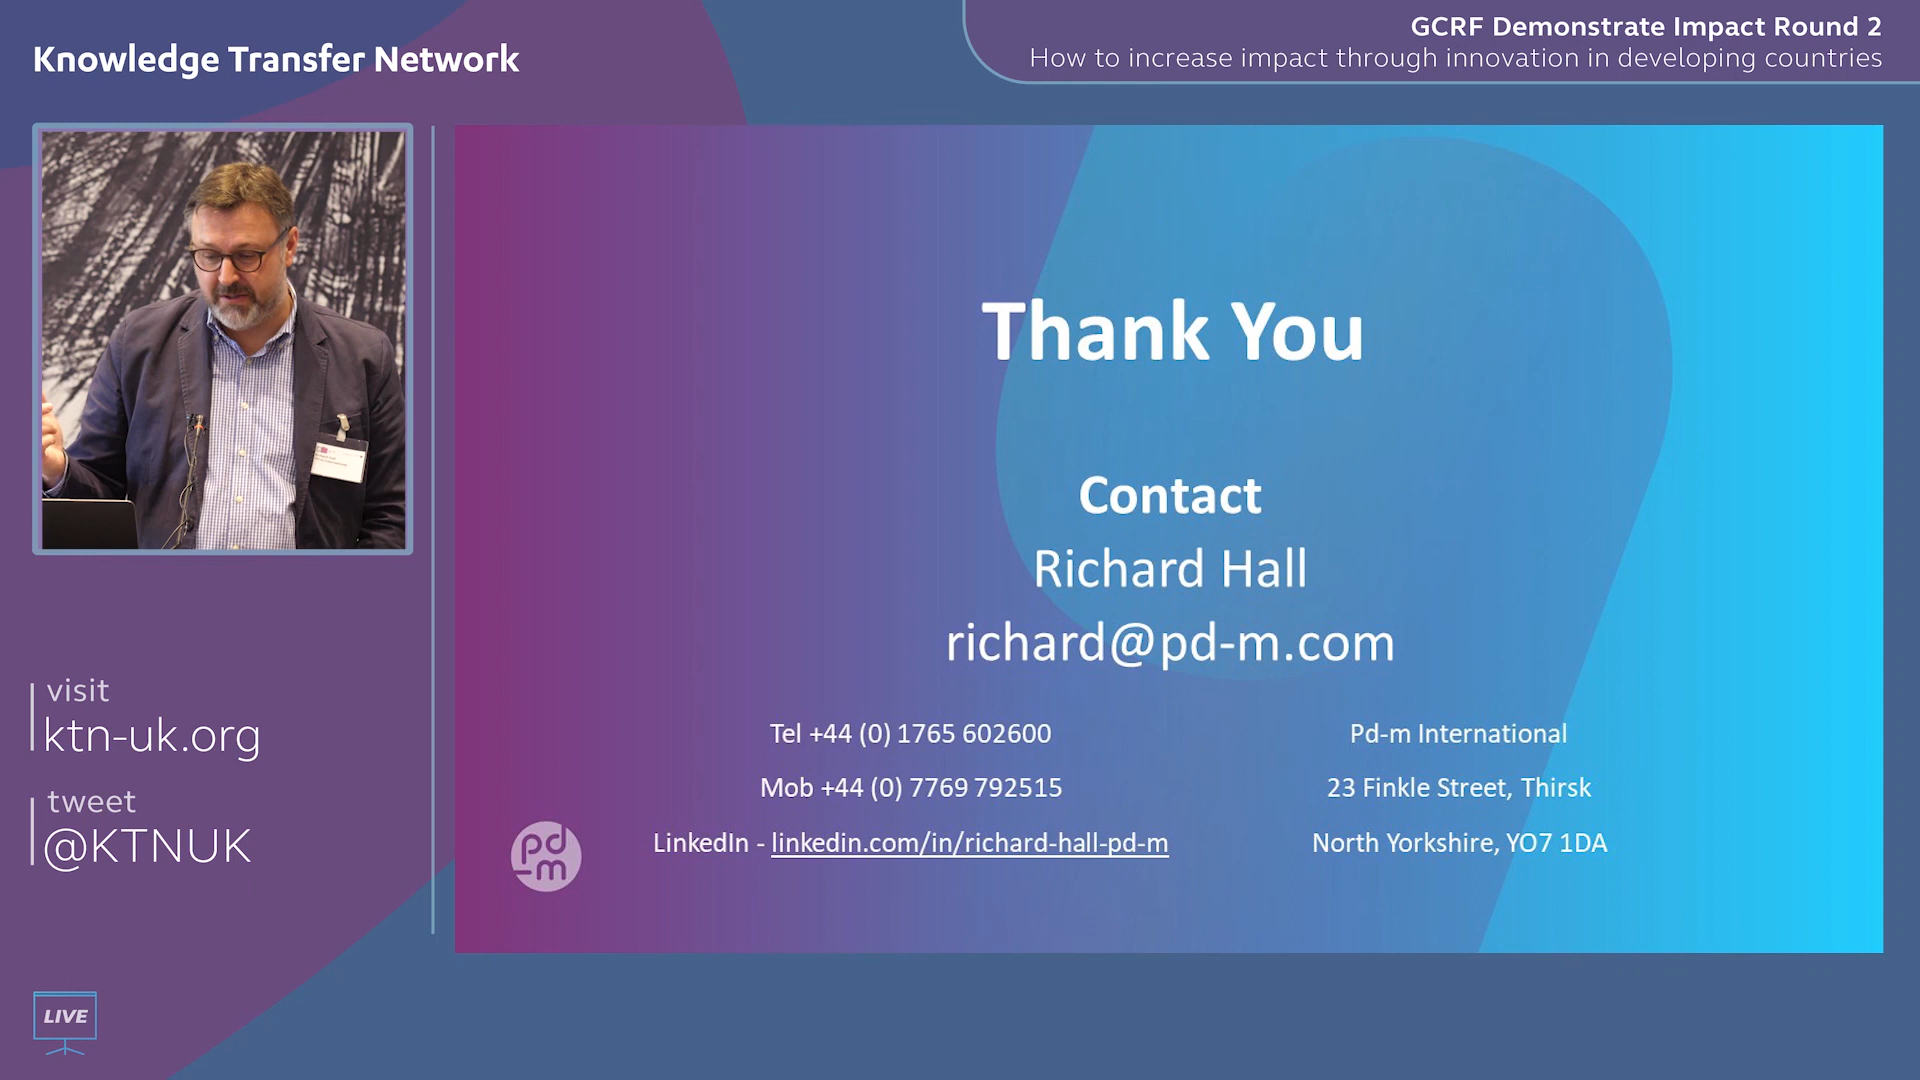 Knowledge Transfer Network
GCRF Demonstrate Impact Round 2
How to increase impact through innovation in developing countries
Thank You
Contact
Richard Hall
richard@pd-m.com
Tel +44 (0) 1765 602600
Mob +44 (0) 7769 792515
LinkedIn - linkedin.com/in/richard-hall-pd-m
Pd-m International
23 Finkle Street, Thirsk
North Yorkshire, YO7 1DA
pd
-m
visit
ktn-uk.org
tweet
@KTNUK
LIVE